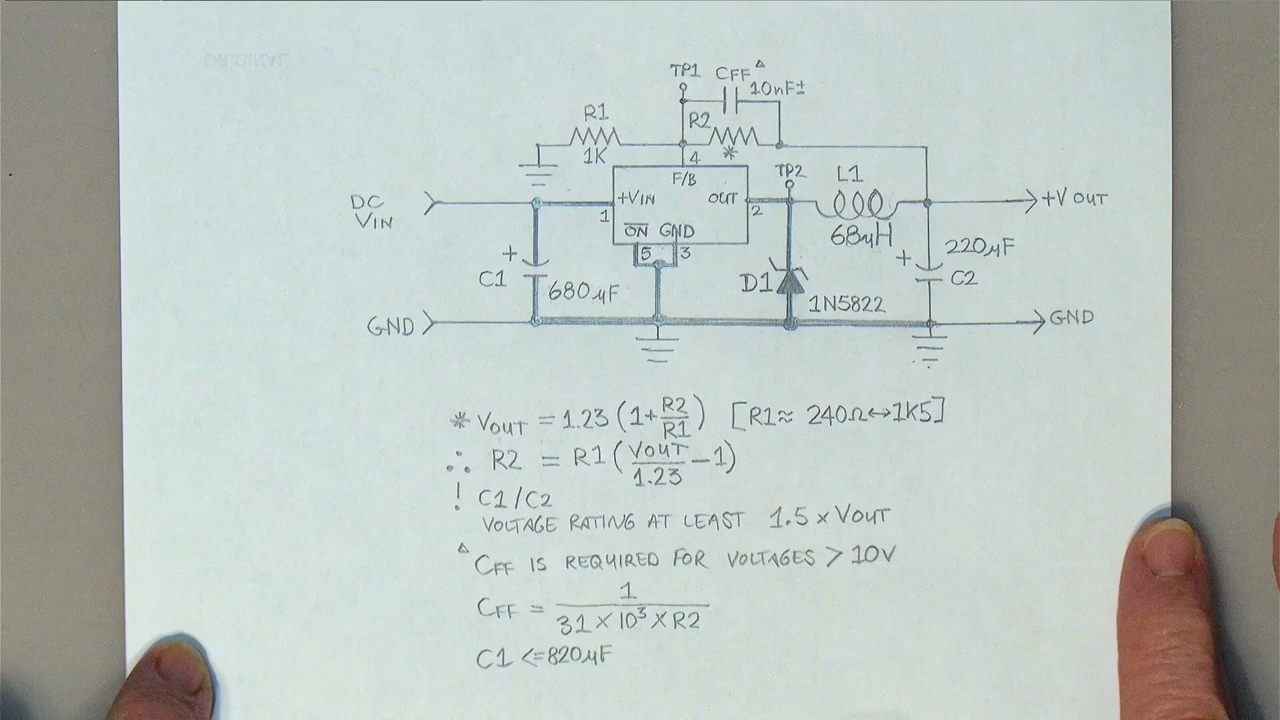 TP1 CFF Δ
10nF±
R1 R2
1K 4 *
F/B TP2 L1
DC VIN
+VIN OUT +VOUT
1 2
68µH
ON GND
5 3
+ C1 680µF
D1 1N5822
+ 220µF C2
GND GND
* VOUT = 1.23 (1+R2/R1) [R1≈ 240Ω↔1K5]
∴ R2 = R1 (VOUT/1.23 −1)
! C1/C2
VOLTAGE RATING AT LEAST 1.5 × VOUT
Δ CFF IS REQUIRED FOR VOLTAGES > 10V
CFF = 1/31×10³×R2
C1 <=820µF